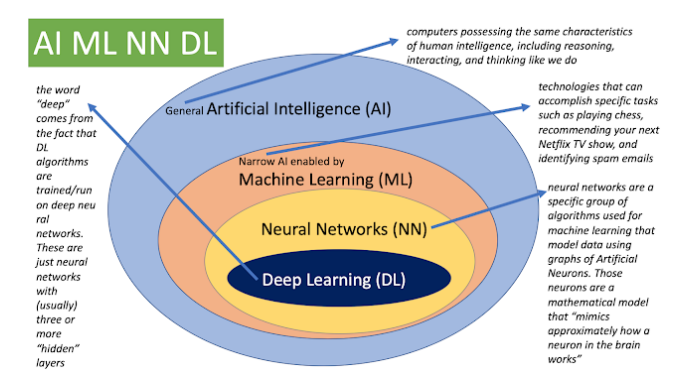 AI ML NN DL
computers possessing the same characteristics
of human intelligence, including reasoning,
interacting, and thinking like we do
the word
"deep"
comes from
the fact that
DL
algorithms
are
trained/run
on deep neu
ral
networks.
These are
just neural
networks
with
(usually)
three or
more
"hidden"
layers
General Artificial Intelligence (AI)
technologies that can
accomplish specific tasks
such as playing chess,
recommending your next
Netflix TV show, and
identifying spam emails
Narrow AI enabled by
Machine Learning (ML)
neural networks are a
specific group of
algorithms used for
machine learning that
model data using
graphs of Artificial
Neurons. Those
neurons are a
mathematical model
that "mimics
approximately how a
neuron in the brain
works"
Neural Networks (NN)
Deep Learning (DL)